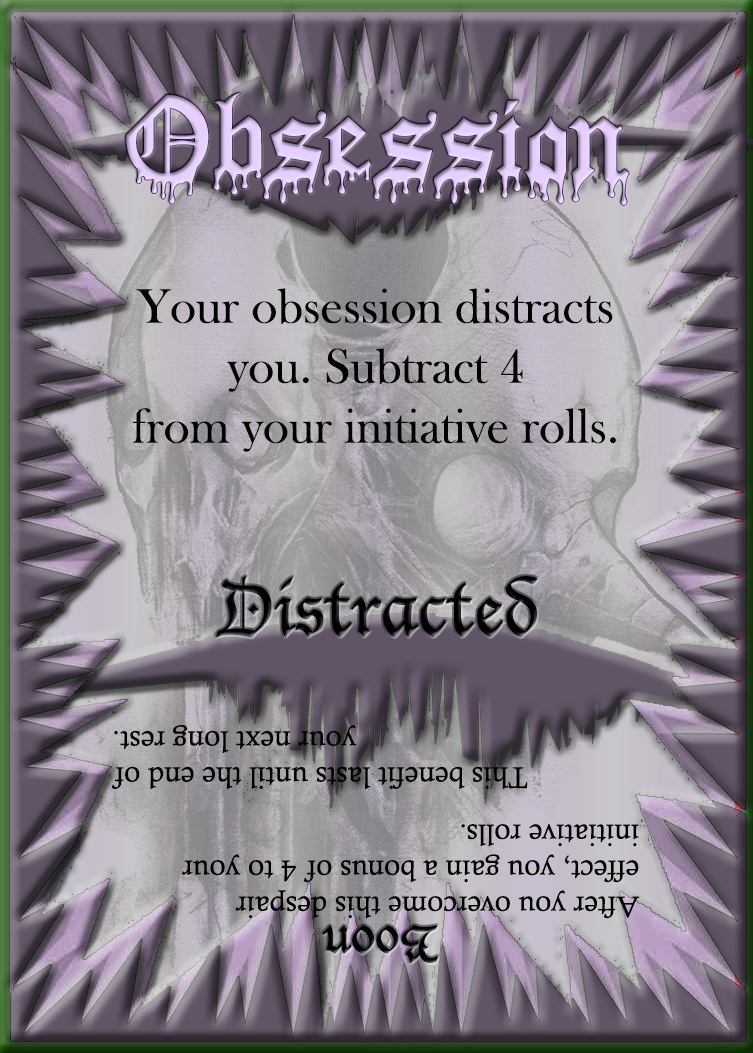 Obsession
Your obsession distracts
you. Subtract 4
from your initiative rolls.
Distracted
Boon
After you overcome this despair
effect, you gain a bonus of 4 to your
initiative rolls.
This benefit lasts until the end of
your next long rest.